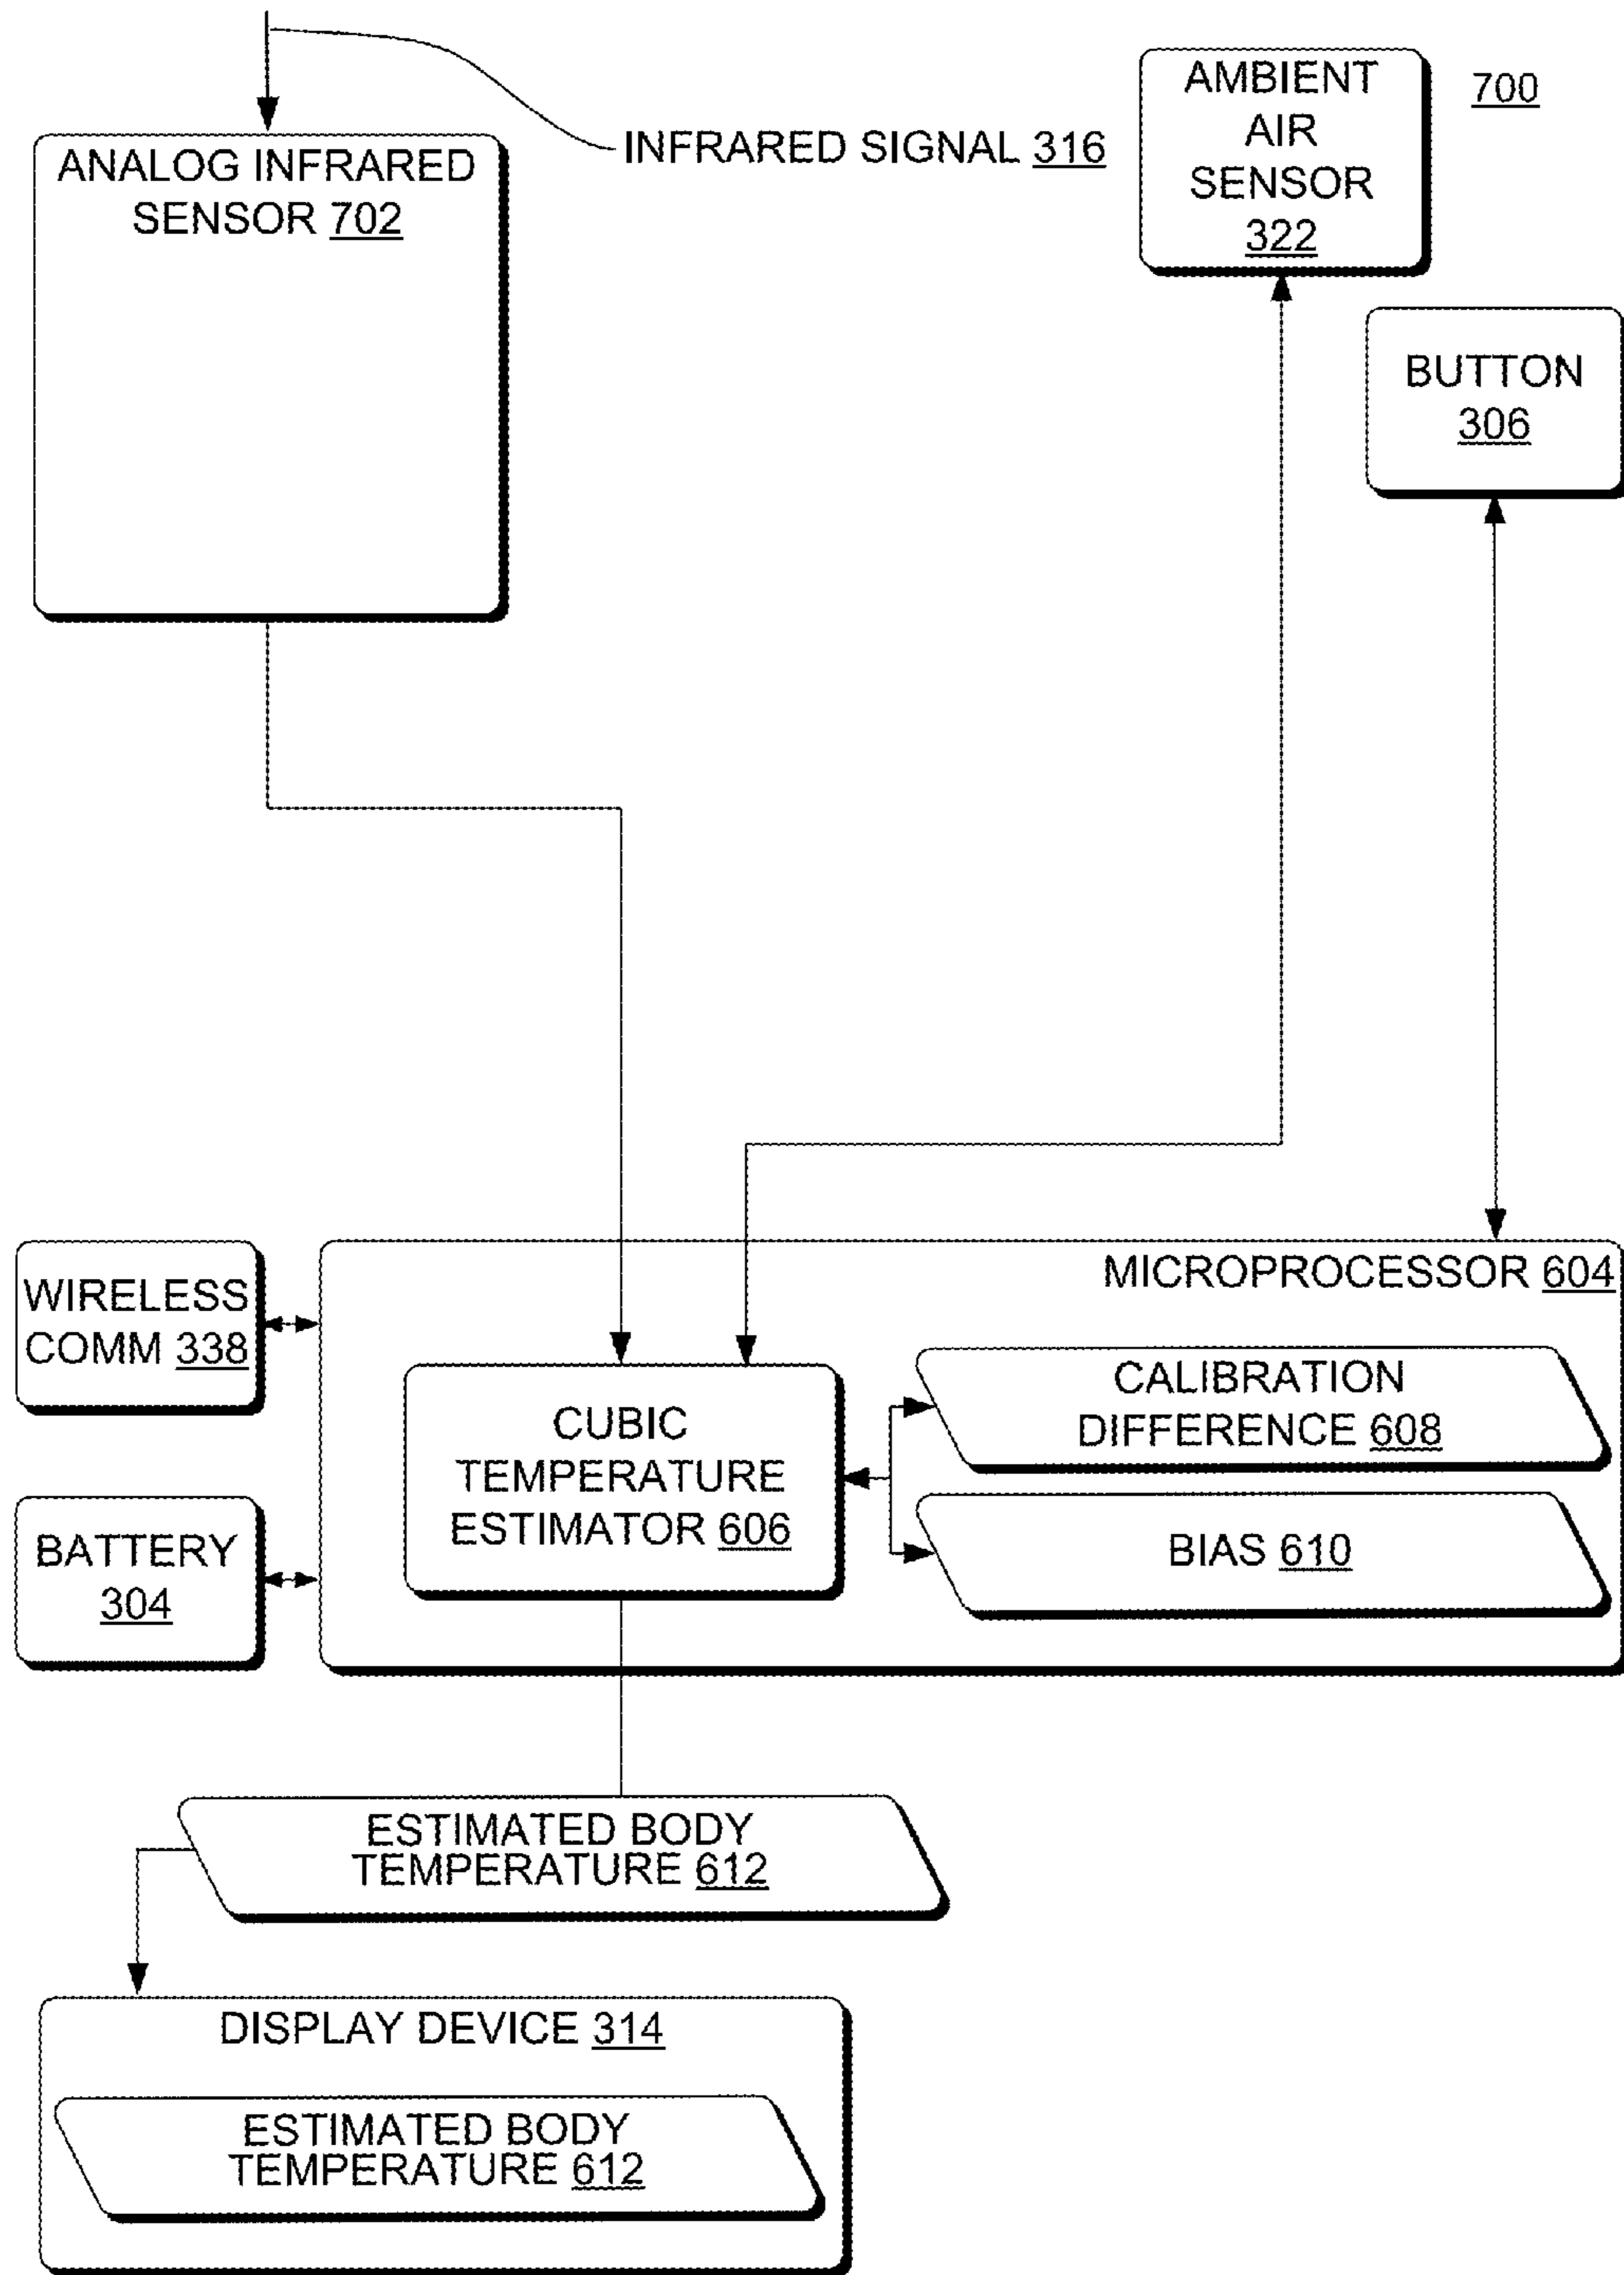 AMBIENT
AIR
SENSOR
322
700
INFRARED SIGNAL 316
ANALOG INFRARED
SENSOR 702
BUTTON
306
MICROPROCESSOR 604
WIRELESS
COMM 338
CUBIC
TEMPERATURE
ESTIMATOR 606
CALIBRATION
DIFFERENCE 608
BIAS 610
BATTERY
304
ESTIMATED BODY
TEMPERATURE 612
DISPLAY DEVICE 314
ESTIMATED BODY
TEMPERATURE 612